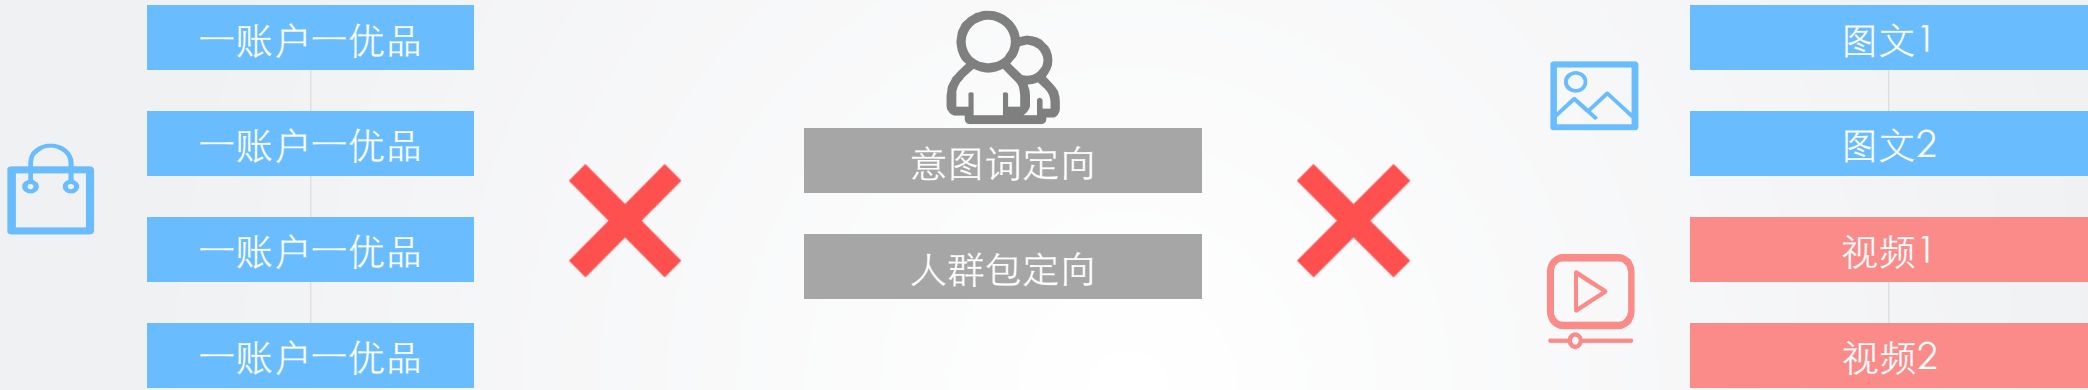 一账户一优品
一账户一优品
一账户一优品
一账户一优品
意图词定向
人群包定向
图文1
图文2
视频1
视频2